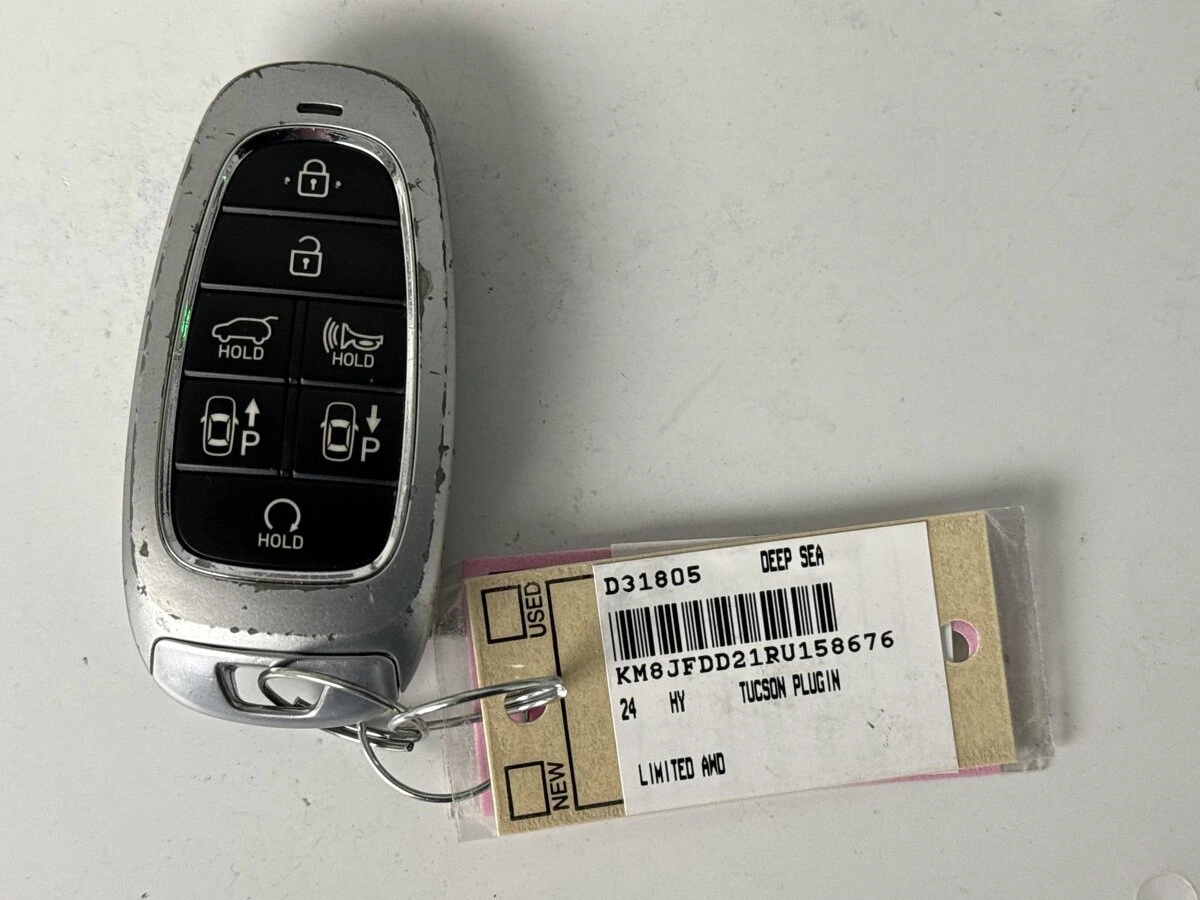 HOLD
HOLD
P
P
HOLD
USED
NEW
D31805 DEEP SEA
KM8JFDD21RU158676
24 HY TUCSON PLUGIN
LIMITED AWD